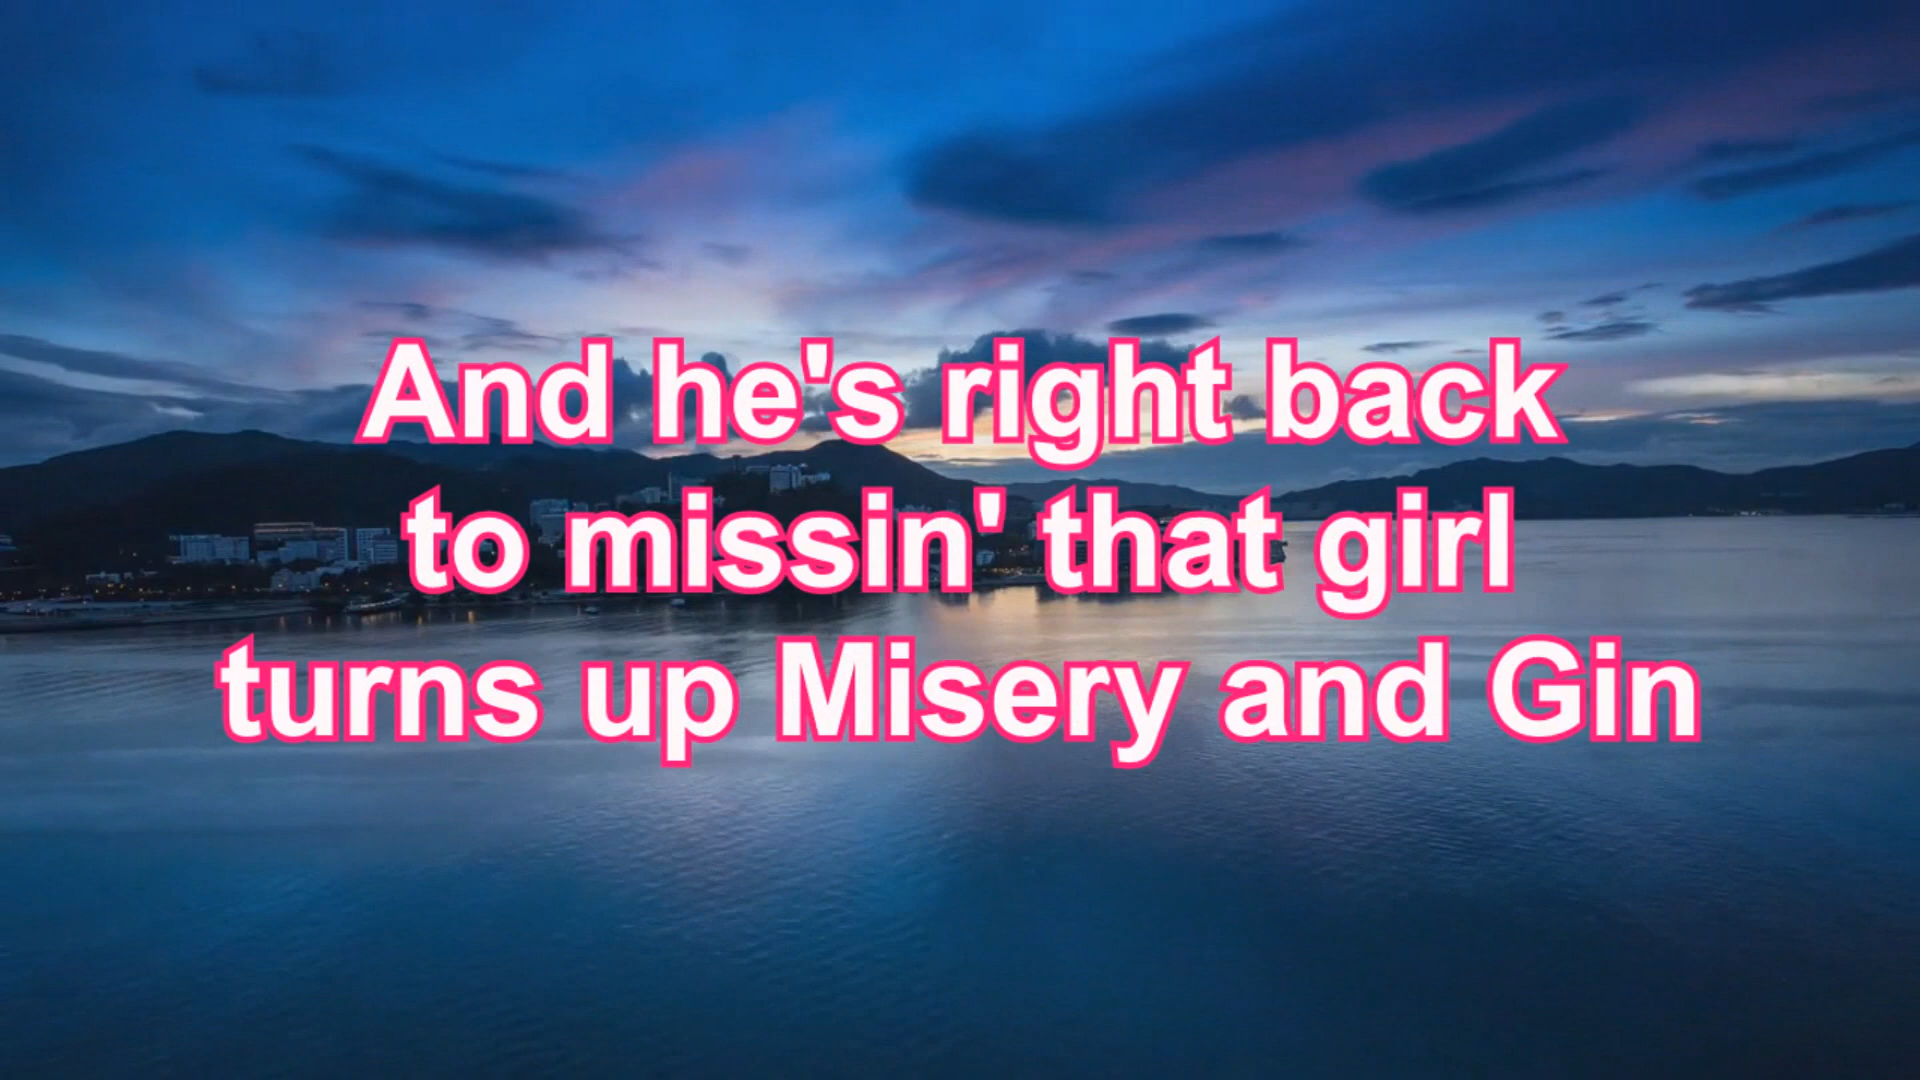 And he's right back
to missin' that girl
turns up Misery and Gin